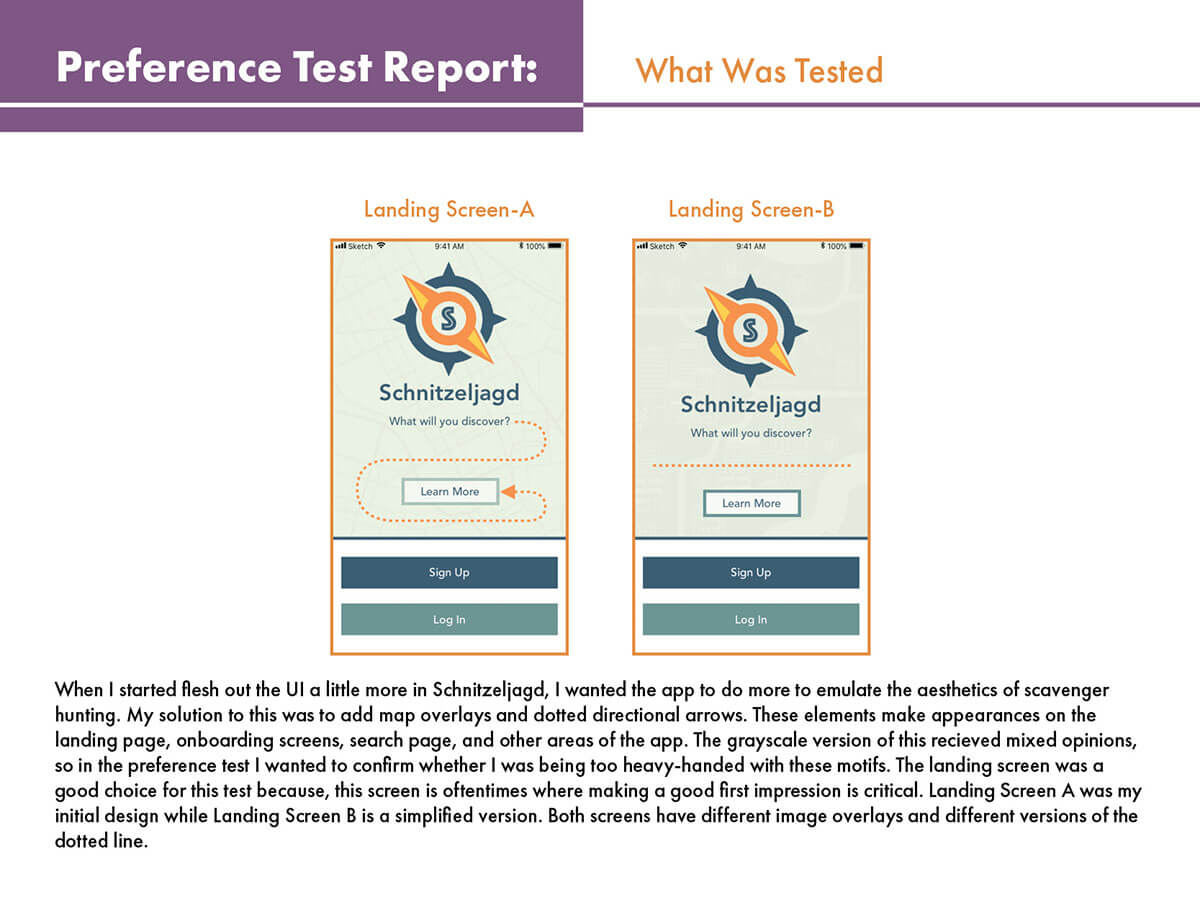 Preference Test Report:
What Was Tested
Landing Screen-A
Landing Screen-B
Sketch 9:41 AM 100%
S
Schnitzeljagd
What will you discover?
Learn More
Sign Up
Log In
Sketch 9:41 AM 100%
S
Schnitzeljagd
What will you discover?
Learn More
Sign Up
Log In
When I started flesh out the UI a little more in Schnitzeljagd, I wanted the app to do more to emulate the aesthetics of scavenger
hunting. My solution to this was to add map overlays and dotted directional arrows. These elements make appearances on the
landing page, onboarding screens, search page, and other areas of the app. The grayscale version of this recieved mixed opinions,
so in the preference test I wanted to confirm whether I was being too heavy-handed with these motifs. The landing screen was a
good choice for this test because, this screen is oftentimes where making a good first impression is critical. Landing Screen A was my
initial design while Landing Screen B is a simplified version. Both screens have different image overlays and different versions of the
dotted line.